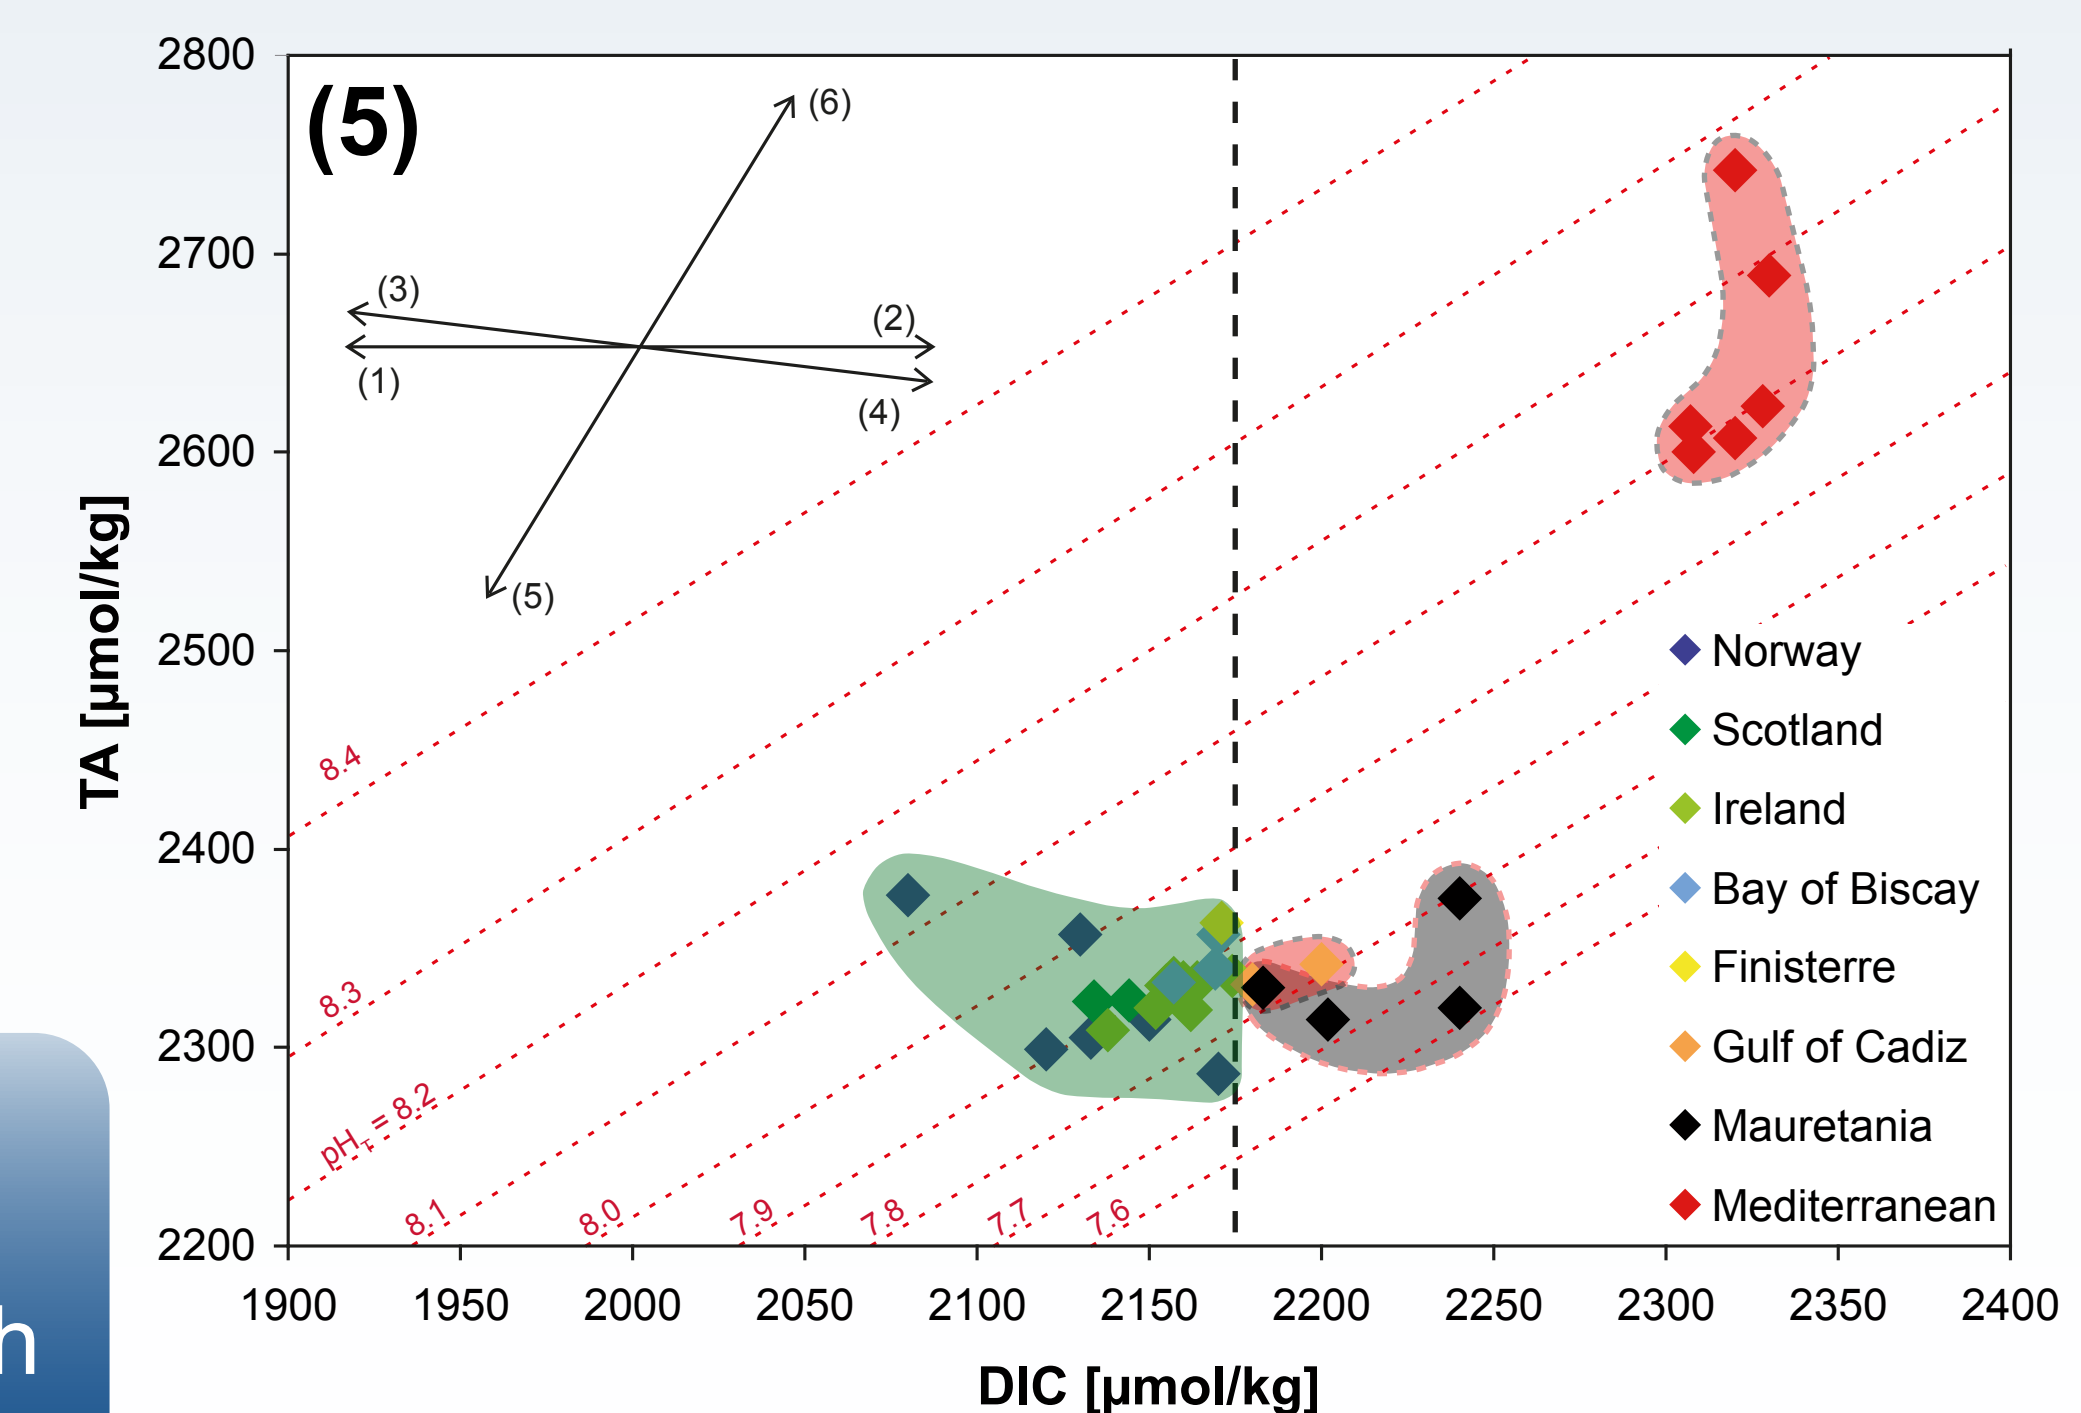 2800
(5)
(6)
2700
(3)
(2)
(1)
(4)
2600
(5)
2500
TA [µmol/kg]
Norway
Scotland
8.4
Ireland
2400
Bay of Biscay
Finisterre
8.3
2300
Gulf of Cadiz
pHT = 8.2
Mauretania
8.1
8.0
7.9
7.8
7.7
7.6
Mediterranean
2200
1900 1950 2000 2050 2100 2150 2200 2250 2300 2350 2400
h
DIC [µmol/kg]